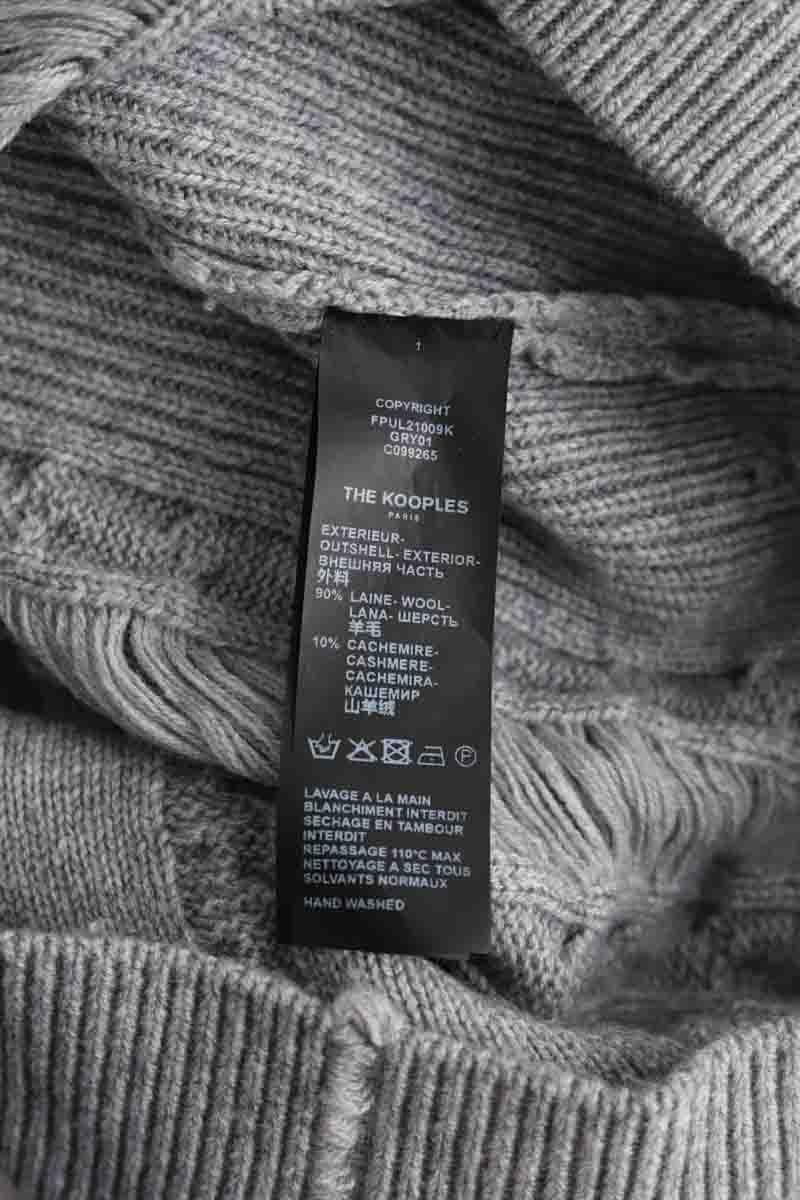 1
COPYRIGHT
FPUL21009K
GRY01
C099265
THE KOOPLES
PARIS
EXTERIEUR-
OUTSHELL- EXTERIOR-
ВНЕШНЯЯ ЧАСТЬ
外料
90% LAINE- WOOL-
LANA- ШЕРСТЬ
羊毛
10% CACHEMIRE-
CASHMERE-
CACHEMIRA-
КАШЕМИР
山羊绒
P
LAVAGE A LA MAIN
BLANCHIMENT INTERDIT
SECHAGE EN TAMBOUR
INTERDIT
REPASSAGE 110°C MAX
NETTOYAGE A SEC TOUS
SOLVANTS NORMAUX
HAND WASHED